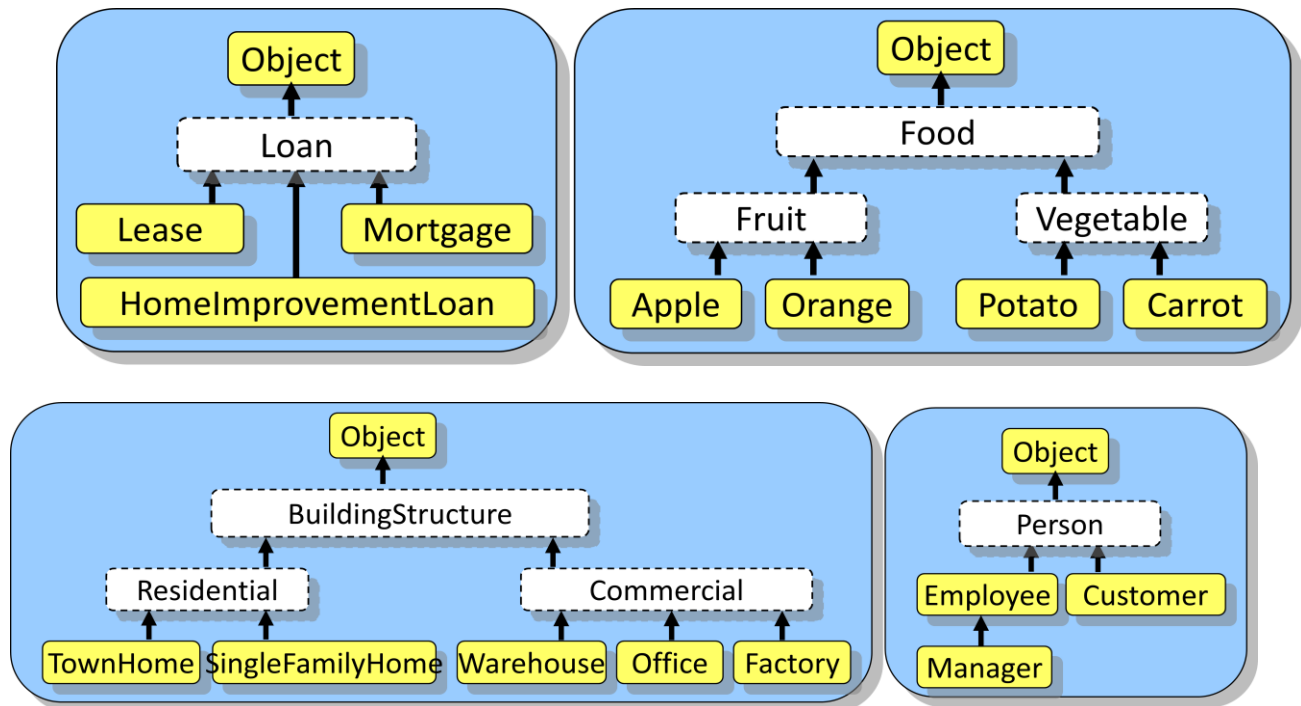 Object
Loan
Lease
Mortgage
HomeImprovementLoan
Object
Food
Fruit
Vegetable
Apple
Orange
Potato
Carrot
Object
BuildingStructure
Residential
Commercial
TownHome
SingleFamilyHome
Warehouse
Office
Factory
Object
Person
Employee
Customer
Manager